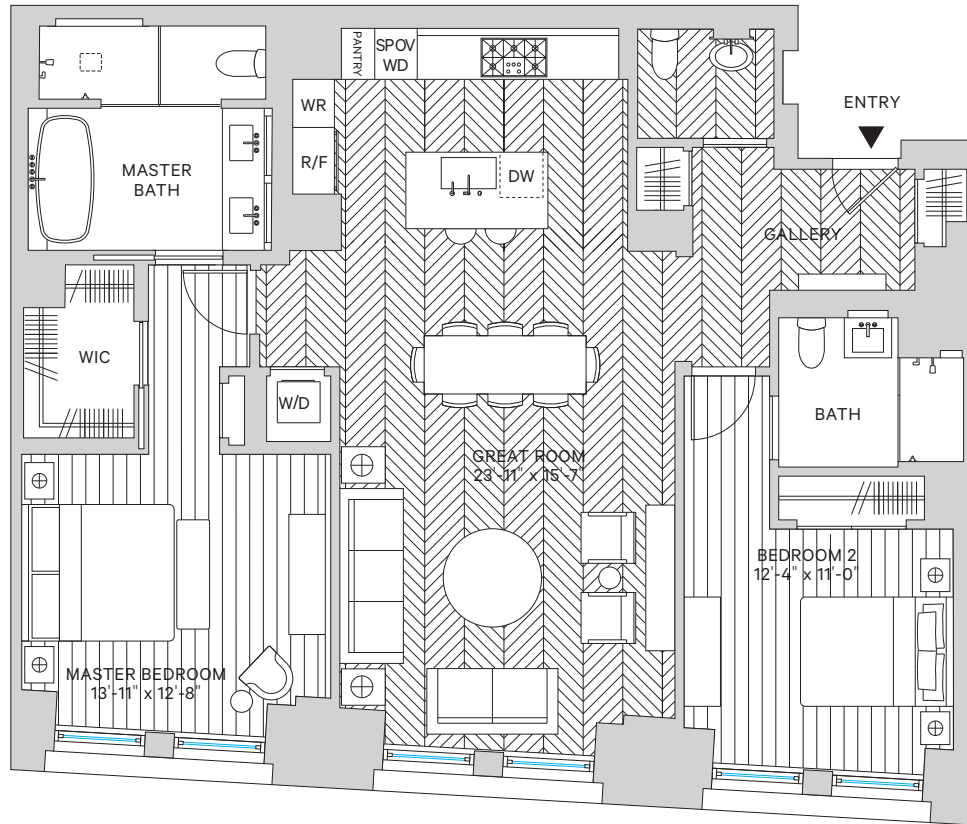 PANTRY
SPOV
WD
WR
R/F
DW
ENTRY
MASTER
BATH
GALLERY
WIC
W/D
BATH
GREAT ROOM
23'-11" x 15'-7"
BEDROOM 2
12'-4" x 11'-0"
MASTER BEDROOM
13'-11" x 12'-8"